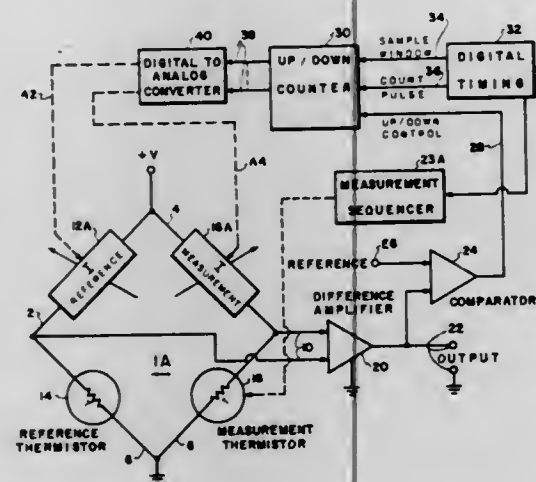 40
30
34
32
DIGITAL TO
ANALOG
CONVERTER
38
UP / DOWN
COUNTER
SAMPLE
WINDOW
36
COUNT
PULSE
DIGITAL
TIMING
42
UP/DOWN
CONTROL
28
A4
23A
MEASUREMENT
SEQUENCER
+V
4
12A
I
REFERENCE
16A
I
MEASUREMENT
REFERENCE
E6
24
COMPARATOR
DIFFERENCE
AMPLIFIER
2
10
22
OUTPUT
20
1A
14
18
REFERENCE
THERMISTOR
MEASUREMENT
THERMISTOR
6
8